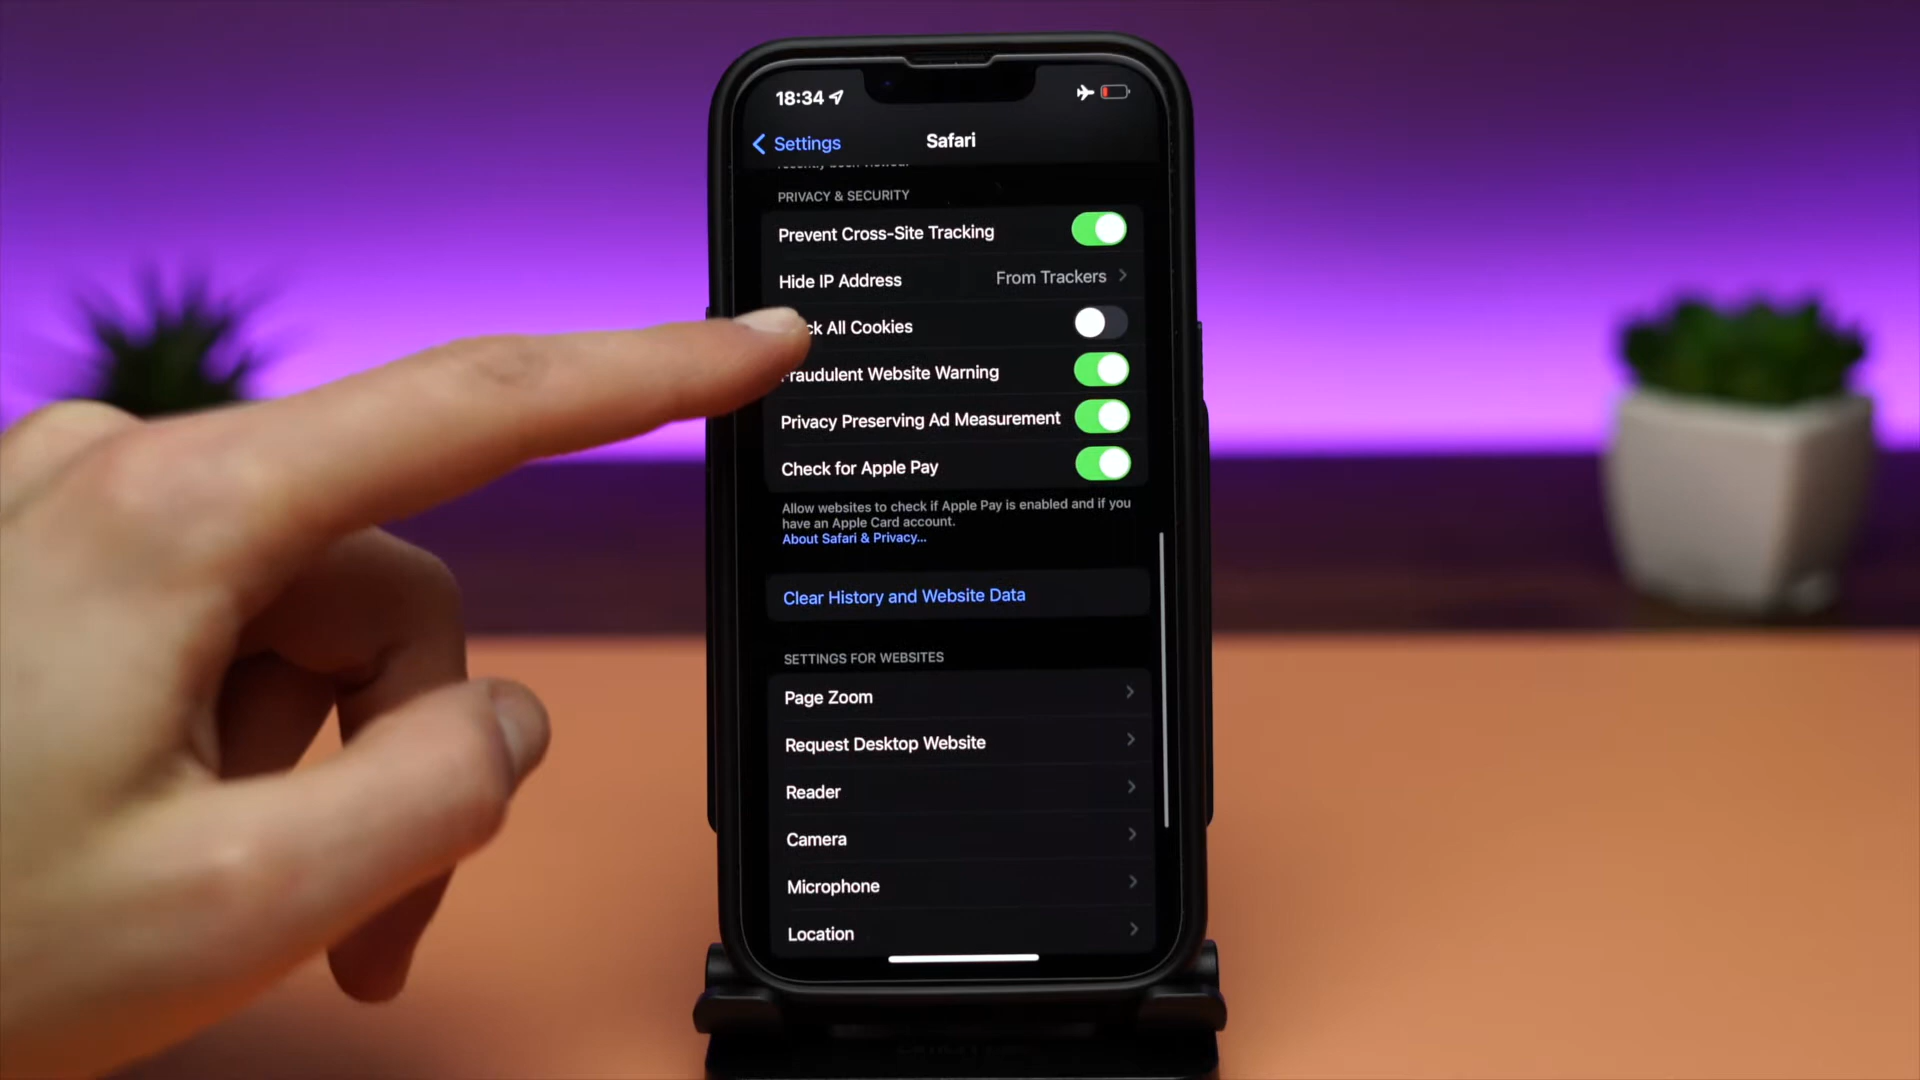 18:34
Settings
Safari
PRIVACY & SECURITY
Prevent Cross-Site Tracking
Hide IP Address From Trackers
ck All Cookies
raudulent Website Warning
Privacy Preserving Ad Measurement
Check for Apple Pay
Allow websites to check if Apple Pay is enabled and if you
have an Apple Card account.
About Safari & Privacy...
Clear History and Website Data
SETTINGS FOR WEBSITES
Page Zoom
Request Desktop Website
Reader
Camera
Microphone
Location